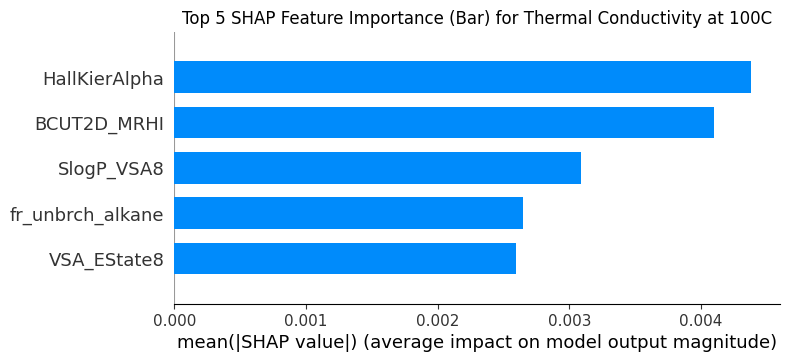 Top 5 SHAP Feature Importance (Bar) for Thermal Conductivity at 100C
HallKierAlpha
BCUT2D_MRHI
SlogP_VSA8
fr_unbrch_alkane
VSA_EState8
0.000 0.001 0.002 0.003 0.004
mean(|SHAP value|) (average impact on model output magnitude)